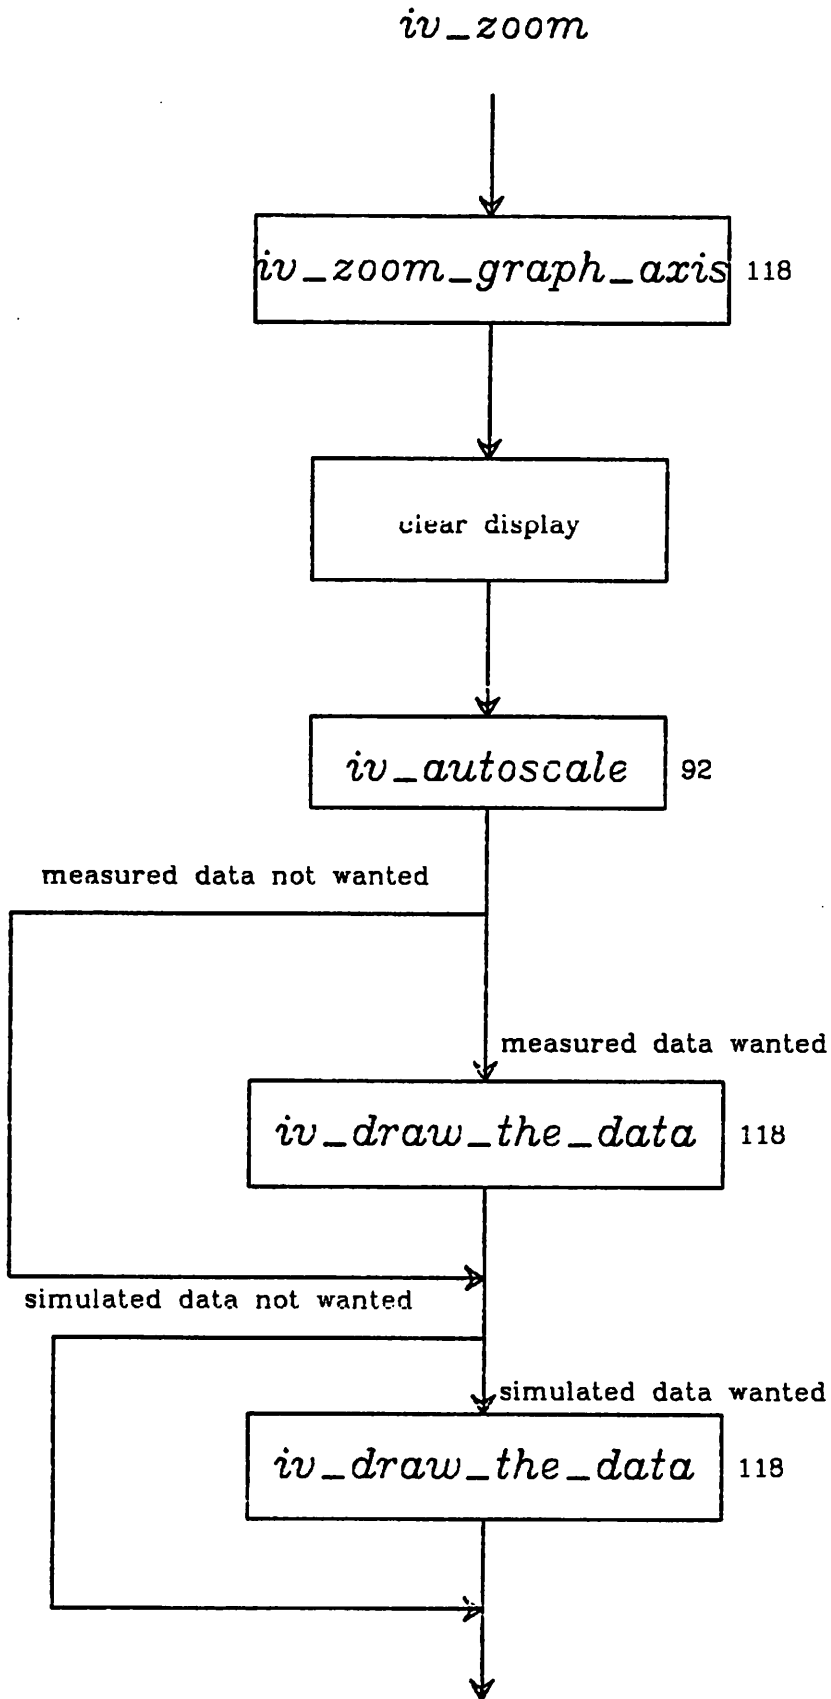 iv_zoom
iv_zoom_graph_axis 118
clear display
iv_autoscale 92
measured data not wanted
measured data wanted
iv_draw_the_data 118
simulated data not wanted
simulated data wanted
iv_draw_the_data 118